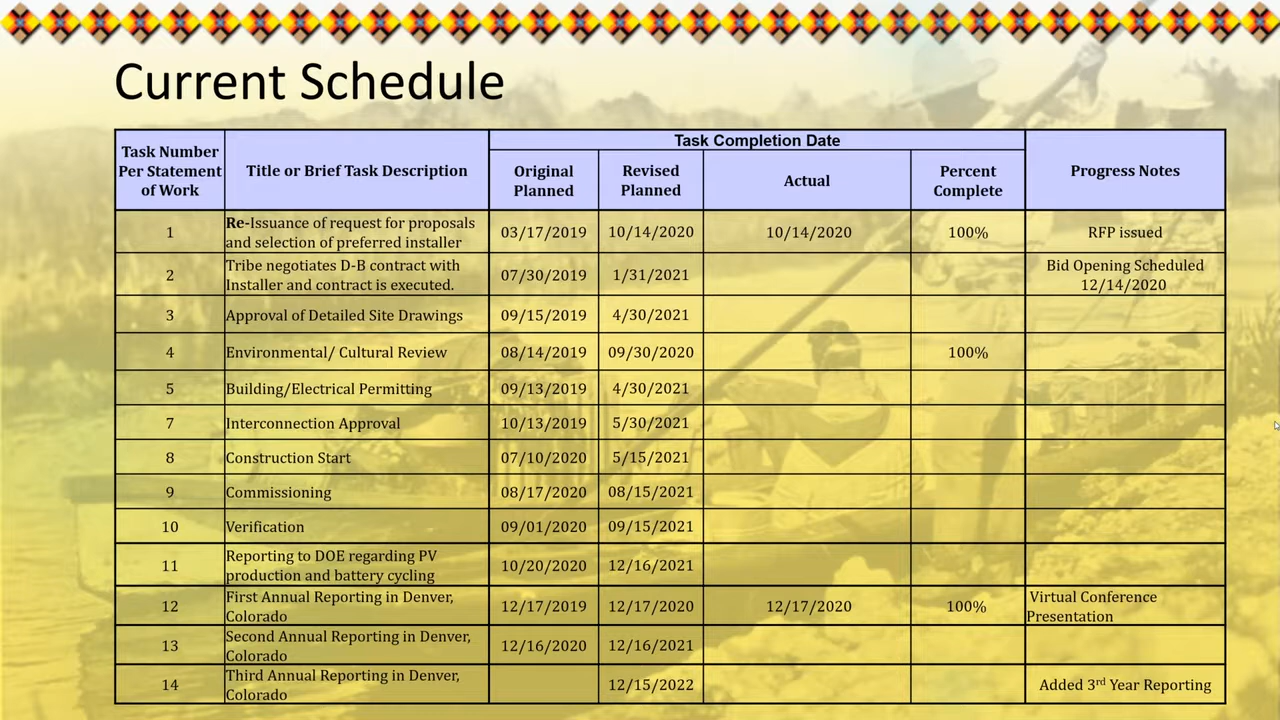 Current Schedule
Task Number
Per Statement
of Work
Title or Brief Task Description
Task Completion Date
Original
Planned
Revised
Planned
Actual
Percent
Complete
Progress Notes
1
Re-Issuance of request for proposals
and selection of preferred installer
03/17/2019
10/14/2020
10/14/2020
100%
RFP issued
2
Tribe negotiates D-B contract with
Installer and contract is executed.
07/30/2019
1/31/2021
Bid Opening Scheduled
12/14/2020
3
Approval of Detailed Site Drawings
09/15/2019
4/30/2021
4
Environmental/ Cultural Review
08/14/2019
09/30/2020
100%
5
Building/Electrical Permitting
09/13/2019
4/30/2021
7
Interconnection Approval
10/13/2019
5/30/2021
8
Construction Start
07/10/2020
5/15/2021
9
Commissioning
08/17/2020
08/15/2021
10
Verification
09/01/2020
09/15/2021
11
Reporting to DOE regarding PV
production and battery cycling
10/20/2020
12/16/2021
12
First Annual Reporting in Denver,
Colorado
12/17/2019
12/17/2020
12/17/2020
100%
Virtual Conference
Presentation
13
Second Annual Reporting in Denver,
Colorado
12/16/2020
12/16/2021
14
Third Annual Reporting in Denver,
Colorado
12/15/2022
Added 3rd Year Reporting